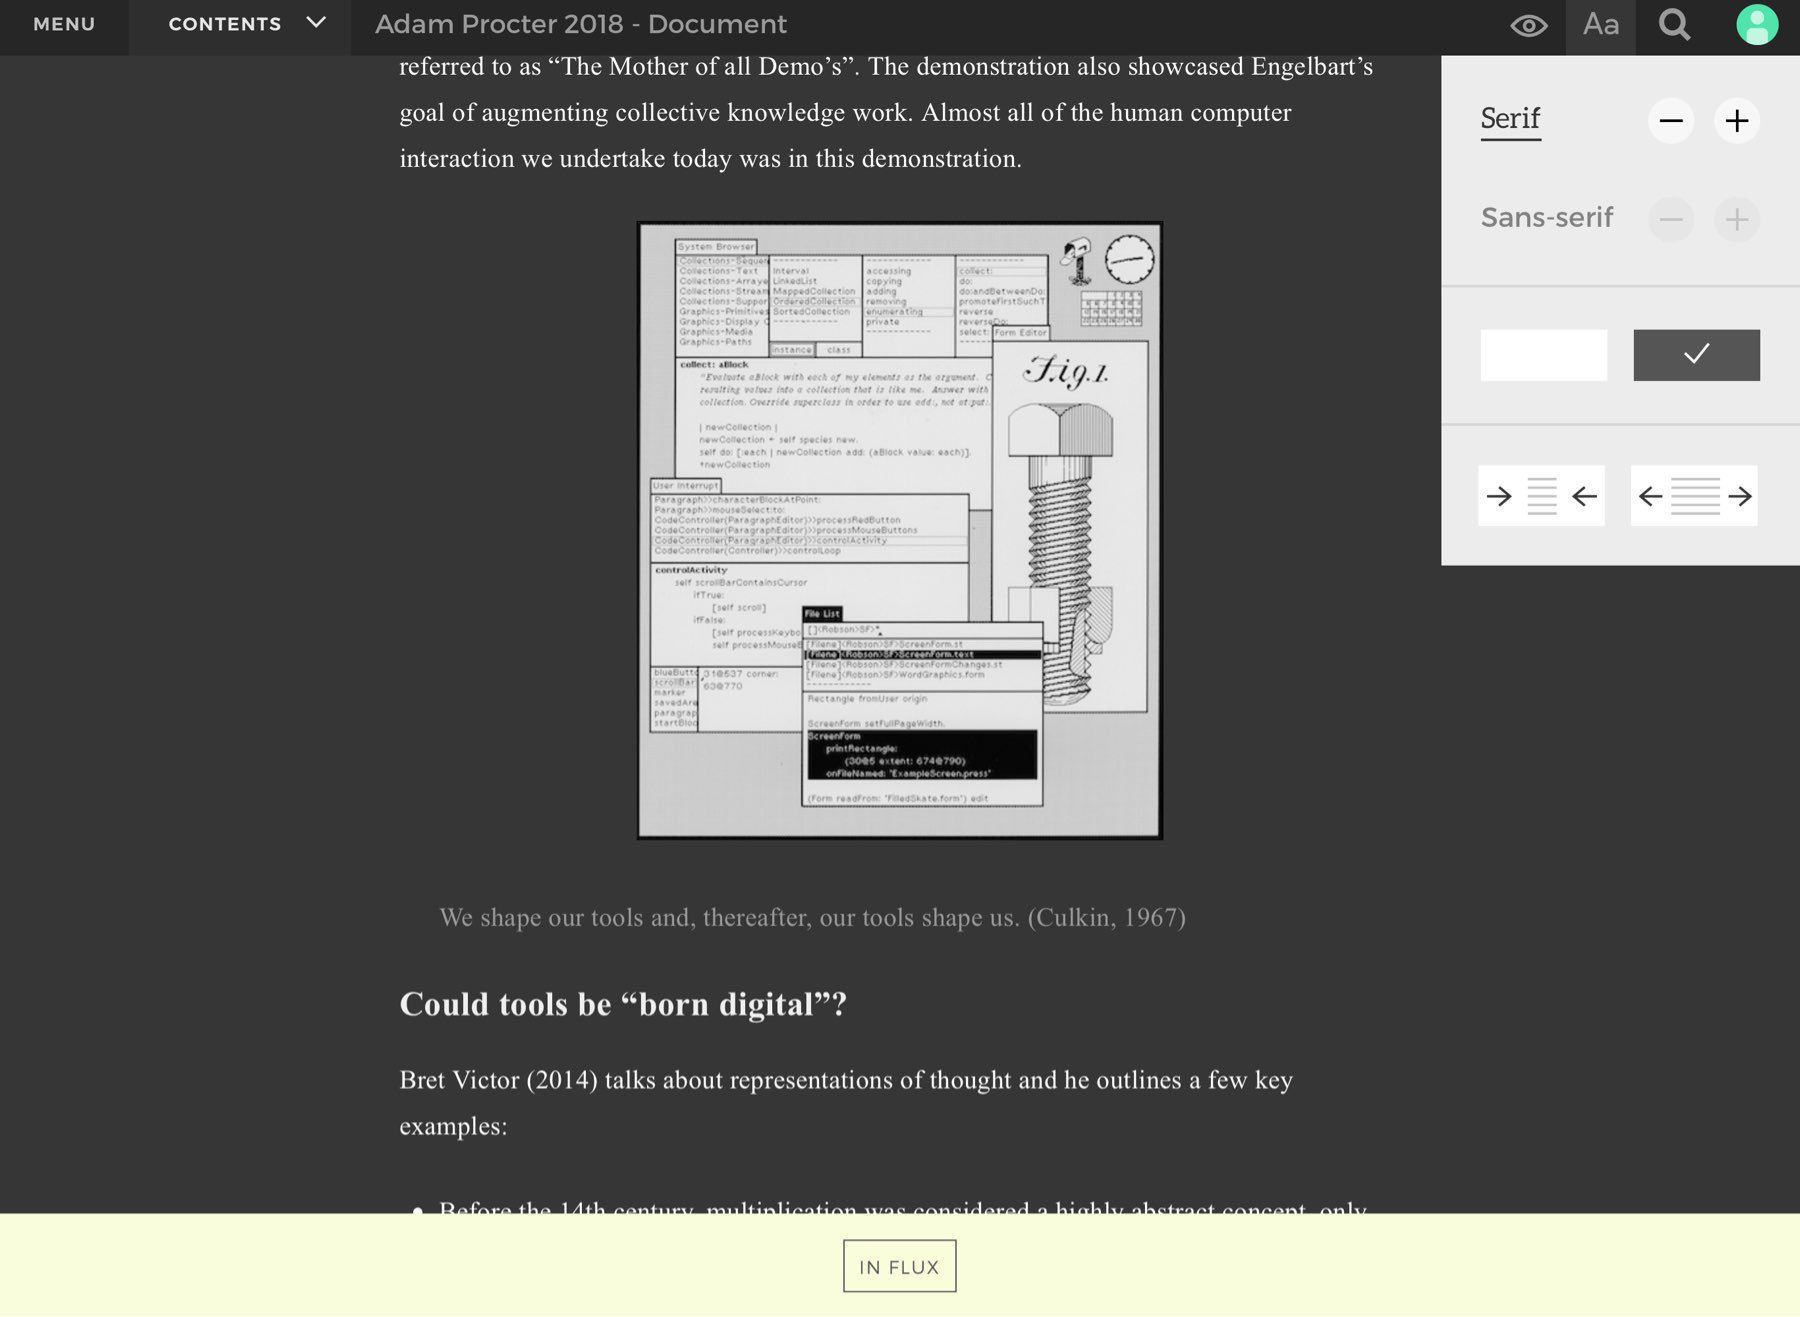 MENU
CONTENTS
Adam Procter 2018 - Document
Aa
referred to as “The Mother of all Demo’s”. The demonstration also showcased Engelbart’s
goal of augmenting collective knowledge work. Almost all of the human computer
interaction we undertake today was in this demonstration.
Serif
Sans-serif
System Browser
Collections-Sequen
Collections-Text
Collections-Arraye
Collections-Stream
Collections-Suppor
Graphics-Primitives
Graphics-Display
Graphics-Media
Graphics-Paths
Interval
LinkedList
MappedCollection
OrderedCollection
SortedCollection
instance
class
accessing
copying
adding
removing
enumerating
private
collect:
do:
do:andBetweenDo:
promoteFirstSuchT
reverse
reverseDo:
select:
collect: aBlock
"Evaluate aBlock with each of my elements as the argument. C
resulting values into a collection that is like me. Answer with
collection. Override superclass in order to use add:, not at:put:.
| newCollection |
newCollection ← self species new.
self do: [:each | newCollection add: (aBlock value: each)].
↑newCollection
Form Editor
Fig.1.
User Interrupt
Paragraph>>characterBlockAtPoint:
Paragraph>>mouseSelect:to:
CodeController(ParagraphEditor)>>processRedButton
CodeController(ParagraphEditor)>>processMouseButtons
CodeController(ParagraphEditor)>>controlActivity
CodeController(Controller)>>controlLoop
controlActivity
self scrollBarContainsCursor
ifTrue:
[self scroll]
ifFalse:
[self processKeybo
self processMouseB
blueButto
scrollBar
marker
savedAre
paragrap
startBloc
31@537 corner:
63@770
File List
[]<Robson>SF>*
[Filene]<Robson>SF>ScreenForm.st
[Filene]<Robson>SF>ScreenForm.text
[Filene]<Robson>SF>ScreenFormChanges.st
[Filene]<Robson>SF>WordGraphics.form
Rectangle fromUser origin
ScreenForm setFullPageWidth.
ScreenForm
printRectangle:
(30@5 extent: 674@790)
onFileNamed: 'ExampleScreen.press'
(Form readFrom: 'FilledSkate.form') edit
We shape our tools and, thereafter, our tools shape us. (Culkin, 1967)
Could tools be “born digital”?
Bret Victor (2014) talks about representations of thought and he outlines a few key
examples:
• Before the 14th century, multiplication was considered a highly abstract concept, only
IN FLUX